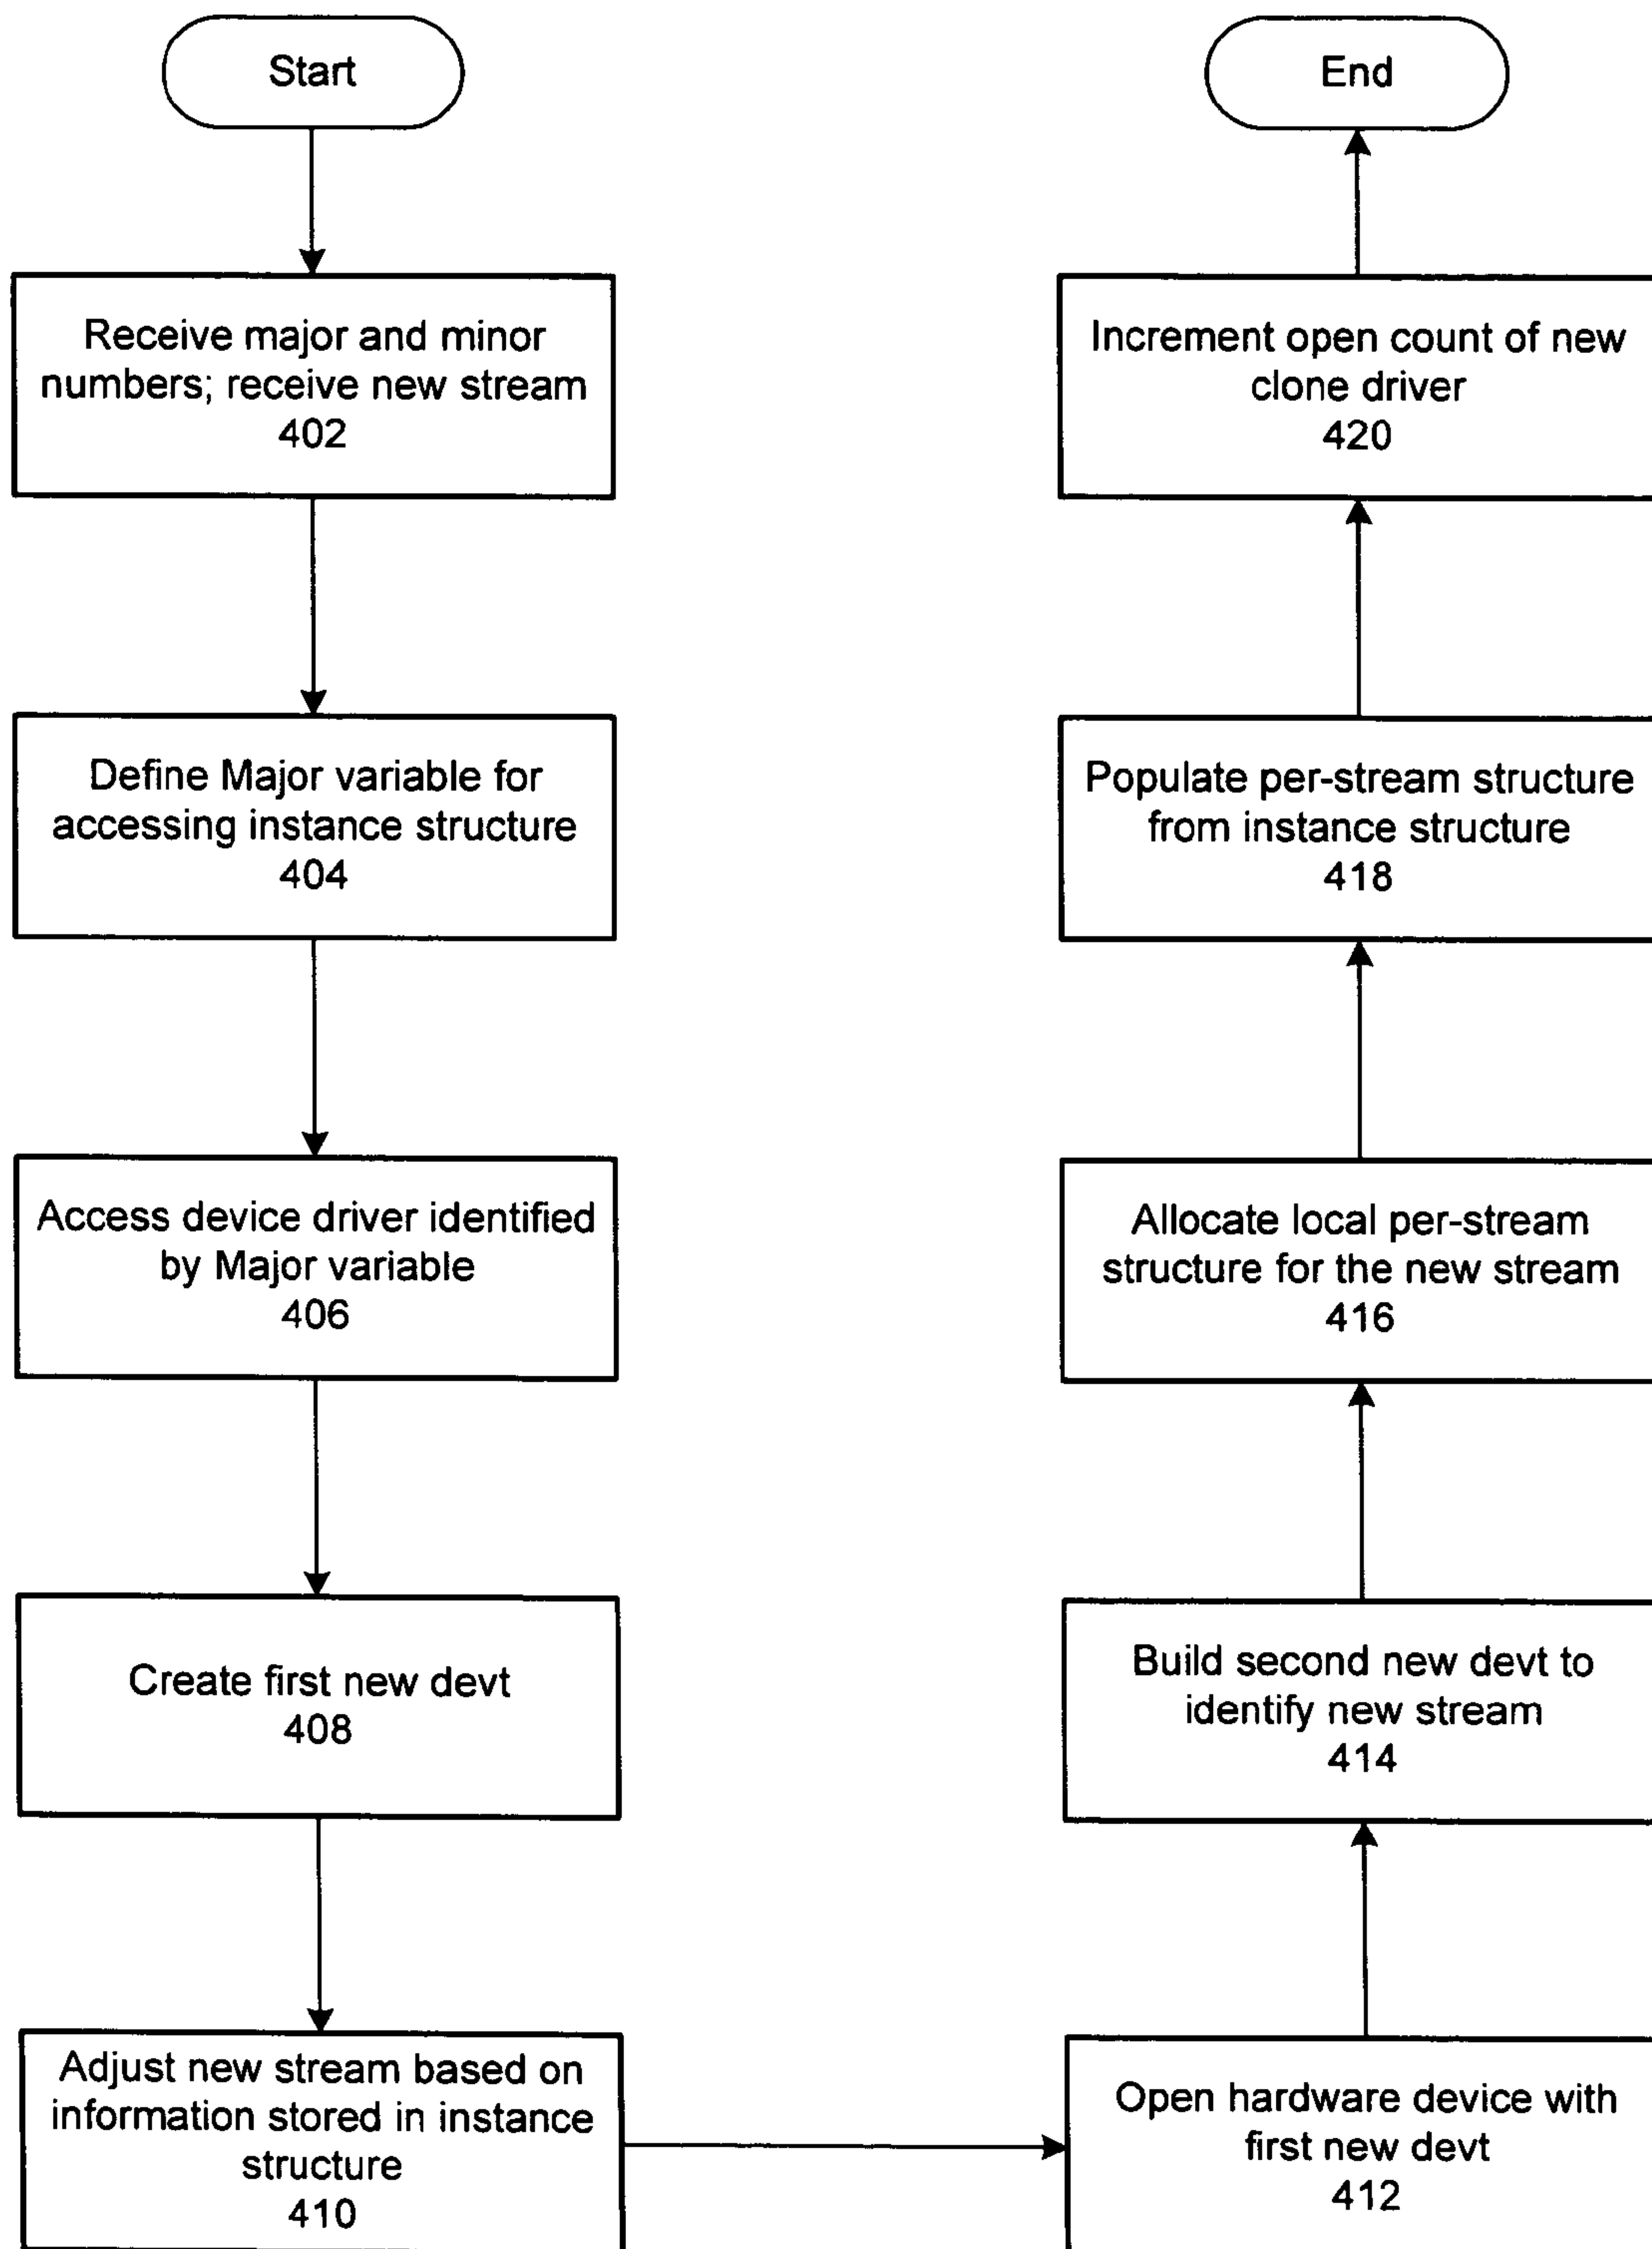 Start
Receive major and minor
numbers; receive new stream
402
Define Major variable for
accessing instance structure
404
Access device driver identified
by Major variable
406
Create first new devt
408
Adjust new stream based on
information stored in instance
structure
410
Open hardware device with
first new devt
412
Build second new devt to
identify new stream
414
Allocate local per-stream
structure for the new stream
416
Populate per-stream structure
from instance structure
418
Increment open count of new
clone driver
420
End